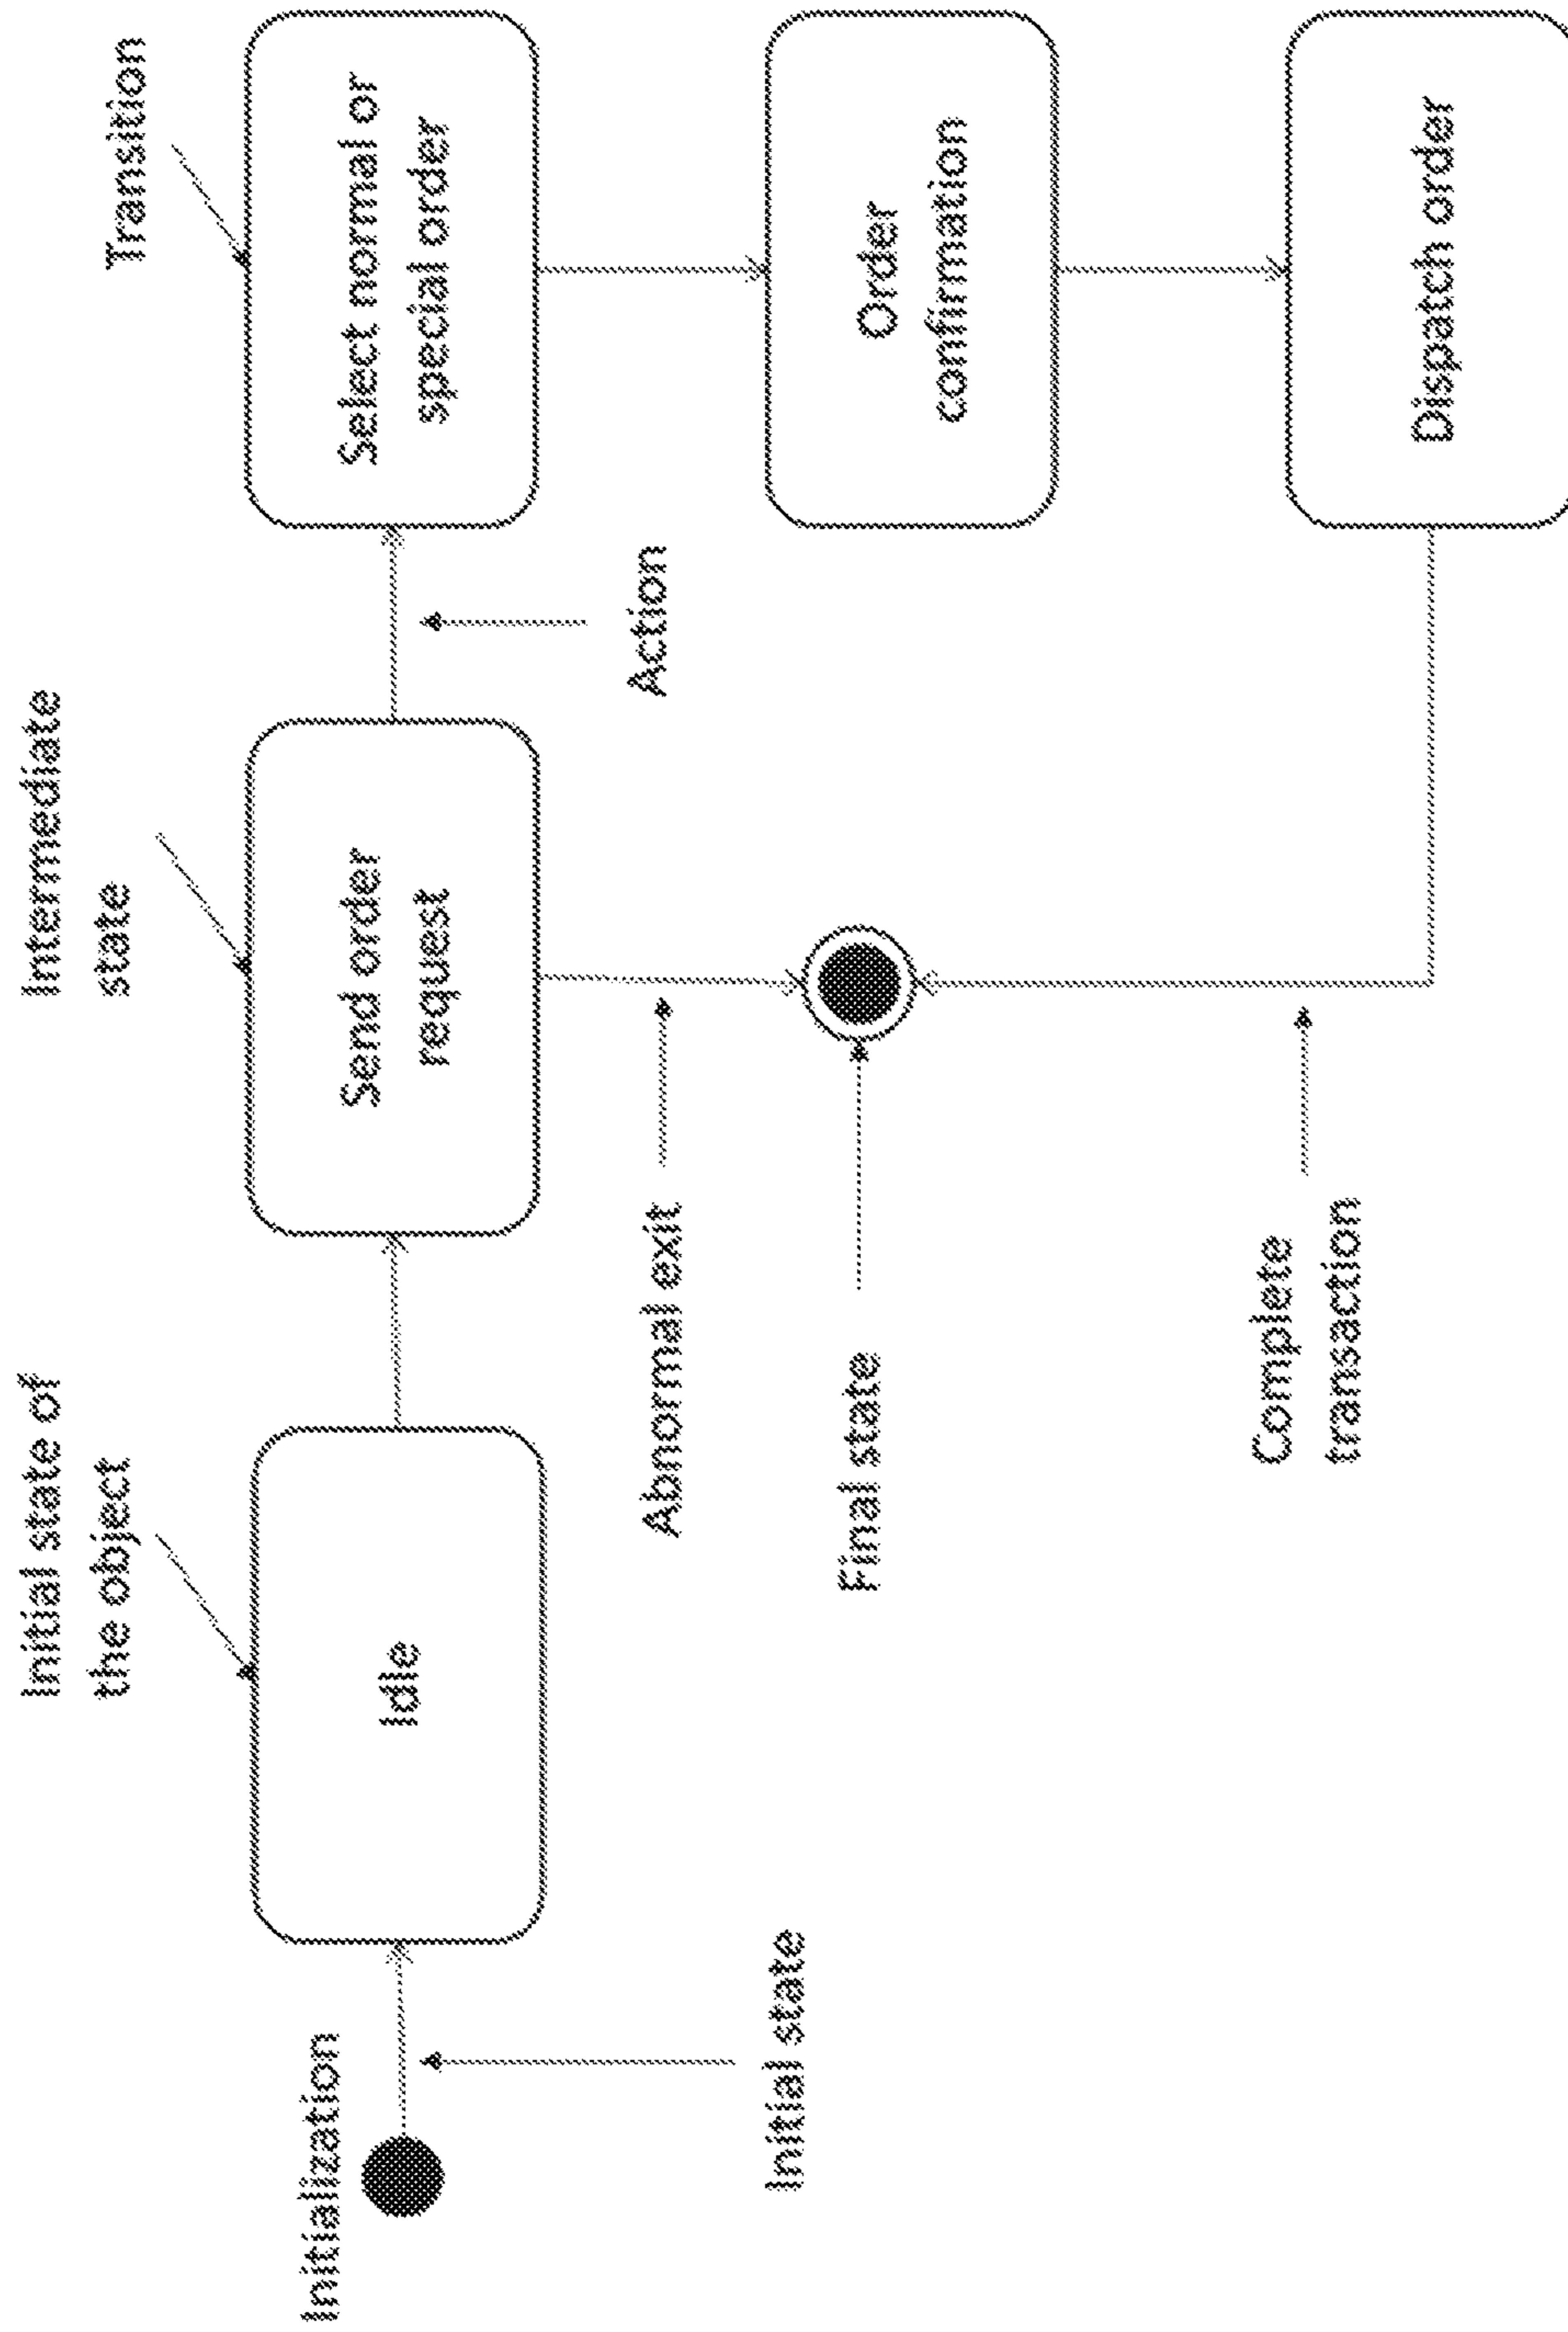 Initial state of
the object
Intermediate
state
Transition
Initialization
Idle
Send order
request
Select normal or
special order
Action
Abnormal exit
Initial state
Final state
Order
confirmation
Complete
transaction
Dispatch order